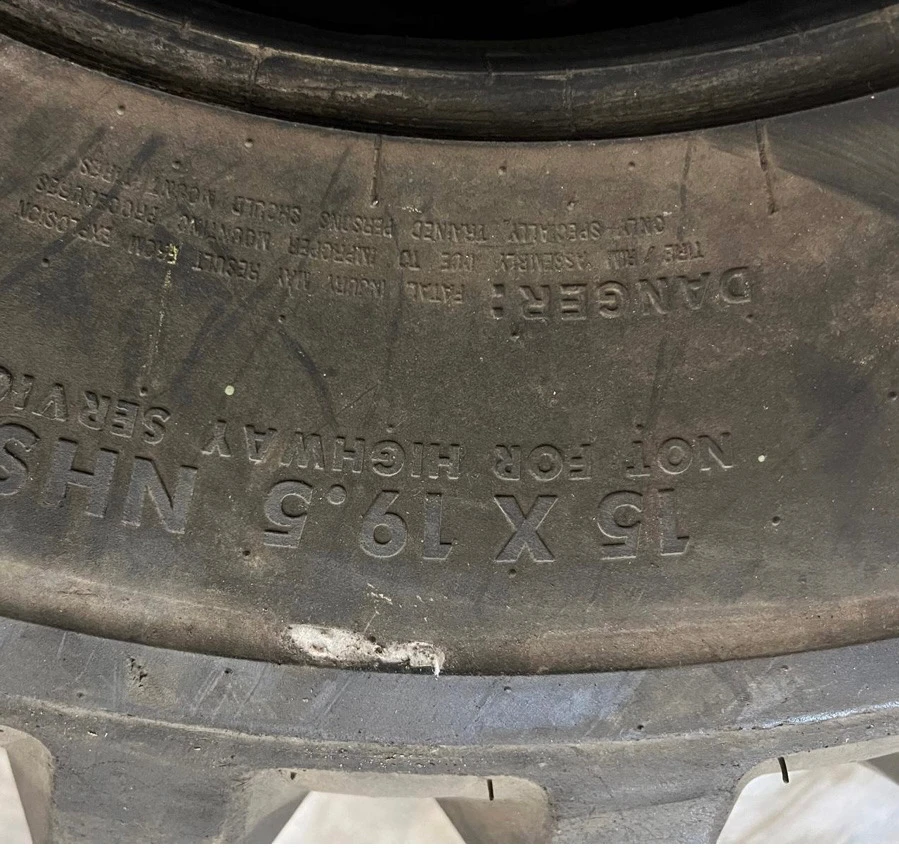 15 X 19.5 NHS
NOT FOR HIGHWAY SERVIC
DANGER: FATAL INJURY MAY RESULT FROM EXPLOSION
TIRE / RIM ASSEMBLY DUE TO IMPROPER MOUNTING PROCEDURES
ONLY SPECIALLY TRAINED PERSONS SHOULD MOUNT TIRES